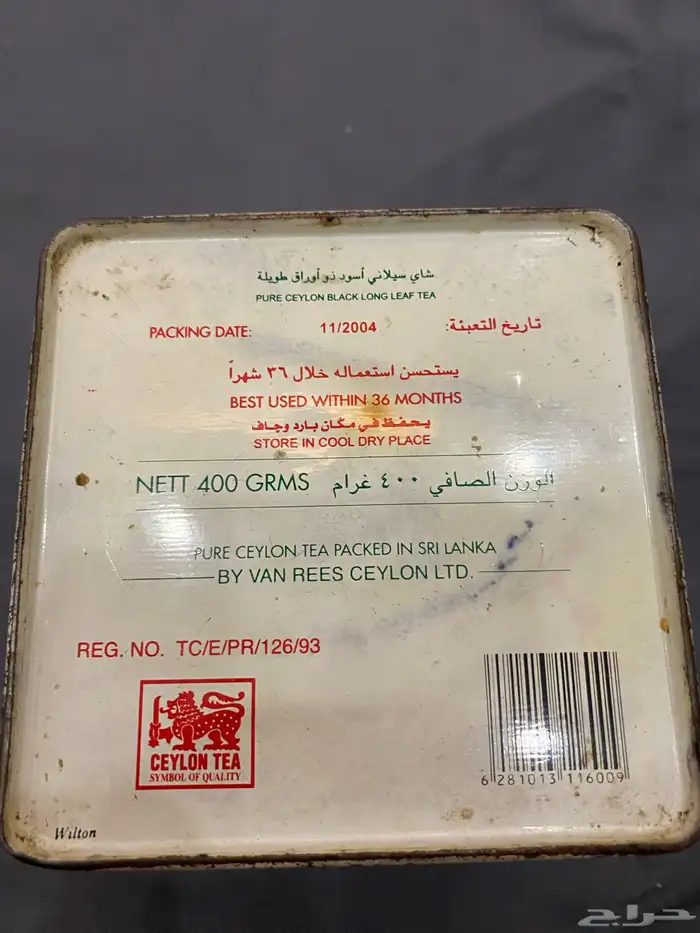 شاي سيلاني أسود ذو أوراق طويلة
PURE CEYLON BLACK LONG LEAF TEA
PACKING DATE: 11/2004 تاريخ التعبئة:
يستحسن استعماله خلال ٣٦ شهراً
BEST USED WITHIN 36 MONTHS
يحفظ في مكان بارد وجاف
STORE IN COOL DRY PLACE
NETT 400 GRMS الوزن الصافي ٤٠٠ غرام
PURE CEYLON TEA PACKED IN SRI LANKA
BY VAN REES CEYLON LTD.
REG. NO. TC/E/PR/126/93
CEYLON TEA
SYMBOL OF QUALITY
6 281013 116009
Wilton
حراج